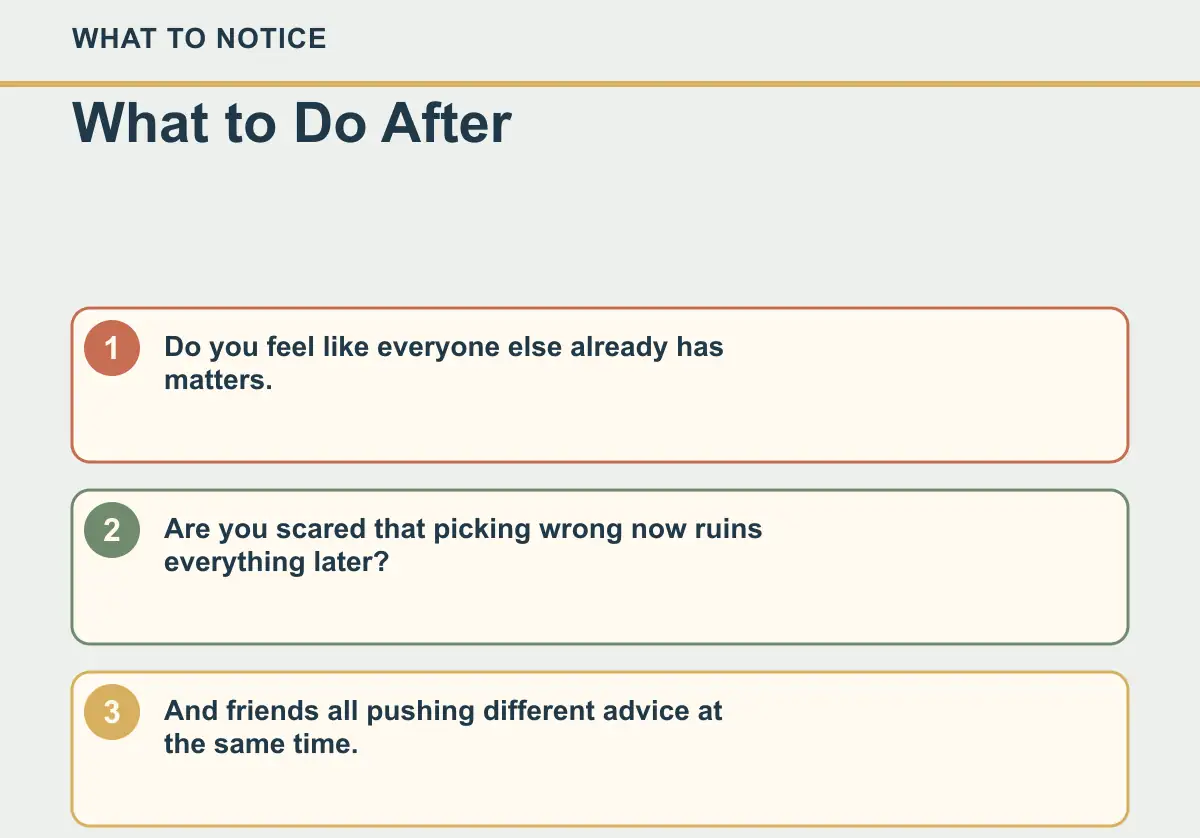 WHAT TO NOTICE
What to Do After
1
Do you feel like everyone else already has
matters.
2
Are you scared that picking wrong now ruins
everything later?
3
And friends all pushing different advice at
the same time.